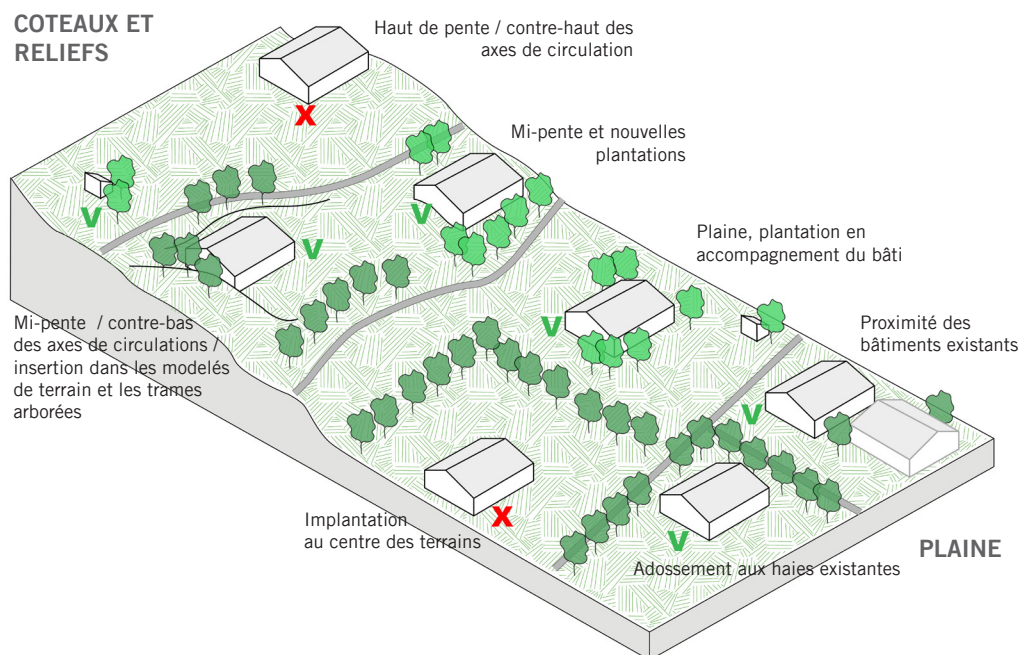 COTEAUX ET
RELIEFS
Haut de pente / contre-haut des
axes de circulation
X
Mi-pente et nouvelles
plantations
V
V
V
Plaine, plantation en
accompagnement du bâti
V
Mi-pente / contre-bas
des axes de circulations /
insertion dans les modelés
de terrain et les trames
arborées
Proximité des
bâtiments existants
V
Implantation
au centre des terrains
X
V
Adossement aux haies existantes
PLAINE